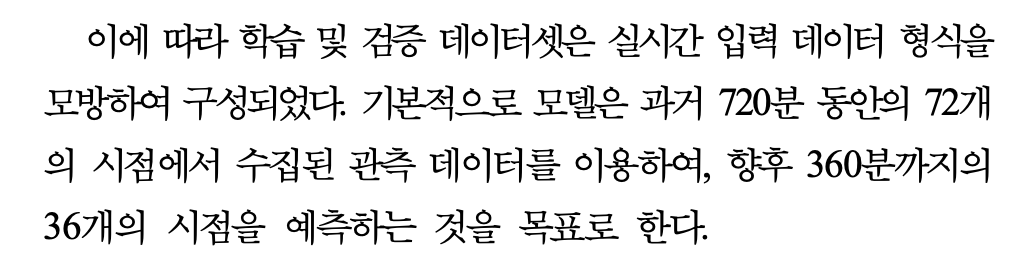 이에 따라 학습 및 검증 데이터셋은 실시간 입력 데이터 형식을
모방하여 구성되었다. 기본적으로 모델은 과거 720분 동안의 72개
의 시점에서 수집된 관측 데이터를 이용하여, 향후 360분까지의
36개의 시점을 예측하는 것을 목표로 한다.